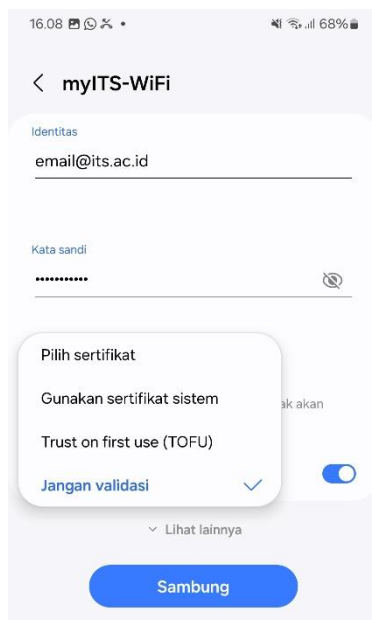 16.08
68%
myITS-WiFi
Identitas
email@its.ac.id
Kata sandi
•••••••••••
Pilih sertifikat
Gunakan sertifikat sistem
ak akan
Trust on first use (TOFU)
Jangan validasi
Lihat lainnya
Sambung